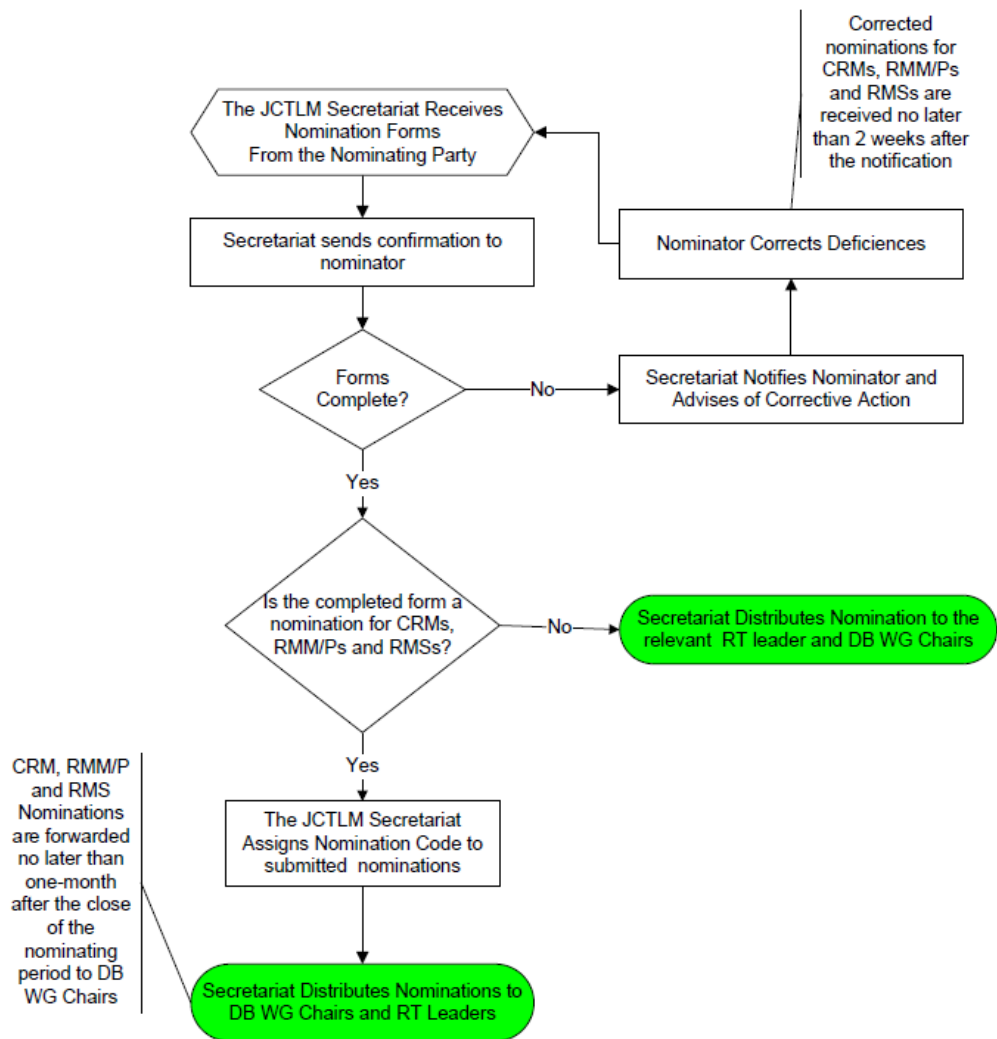 Corrected
nominations for
CRMs, RMM/Ps
and RMSs are
received no later
than 2 weeks after
the notification
The JCTLM Secretariat Receives
Nomination Forms
From the Nominating Party
Secretariat sends confirmation to
nominator
Nominator Corrects Deficiences
Forms
Complete?
No
Secretariat Notifies Nominator and
Advises of Corrective Action
Yes
Is the completed form a
nomination for CRMs,
RMM/Ps and RMSs?
No
Secretariat Distributes Nomination to the
relevant RT leader and DB WG Chairs
Yes
CRM, RMM/P
and RMS
Nominations
are forwarded
no later than
one-month
after the close
of the
nominating
period to DB
WG Chairs
The JCTLM Secretariat
Assigns Nomination Code to
submitted nominations
Secretariat Distributes Nominations to
DB WG Chairs and RT Leaders